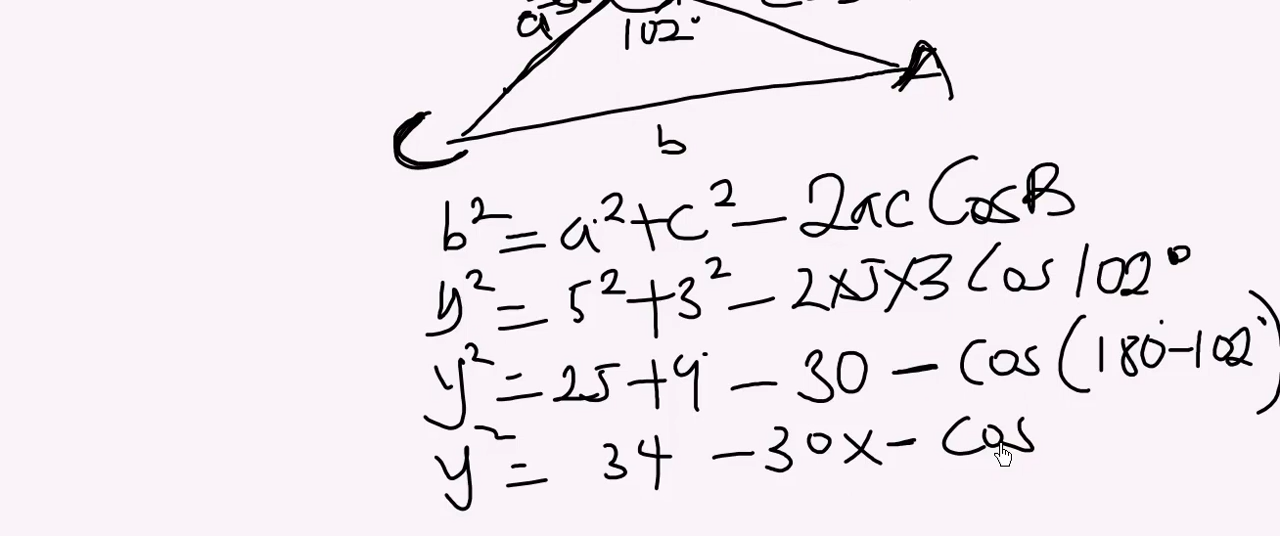 102°
A
C
b
b² = a² + c² - 2ac Cos B
y² = 5² + 3² - 2×5×3 Cos 102°
y² = 25 + 9 - 30 - Cos (180° - 102°)
y² = 34 - 30 × - Cos